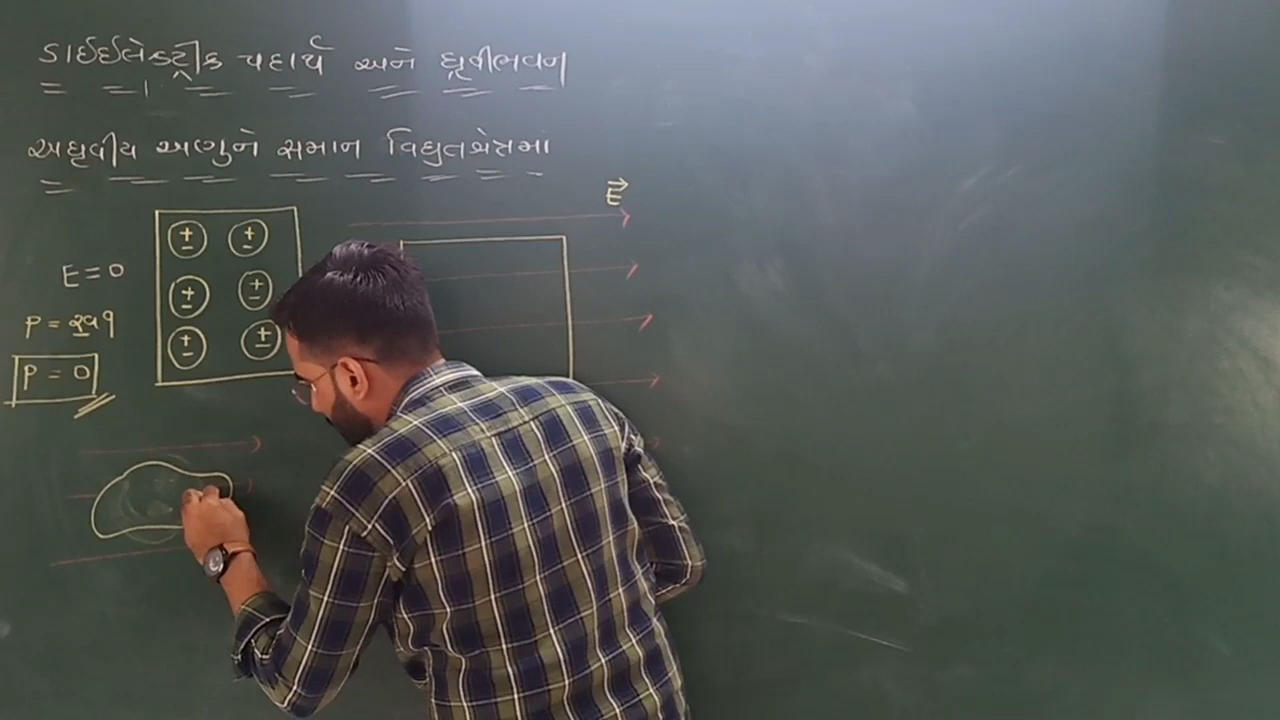 ડાઈઈલેક્ટ્રીક પદાર્થ અને ધ્રૂવીભવન
અધ્રૂવીય અણુને સમાન વિદ્યુતક્ષેત્રમાં
E⃗
+ +
- -
E = 0
+ +
- -
P =
+ +
- -
P = 0